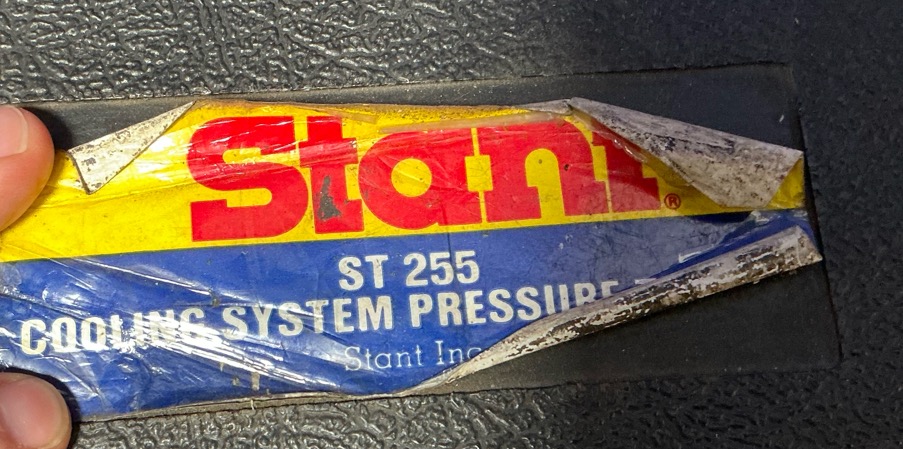 Stant®
ST 255
COOLING SYSTEM PRESSURE
Stant Inc